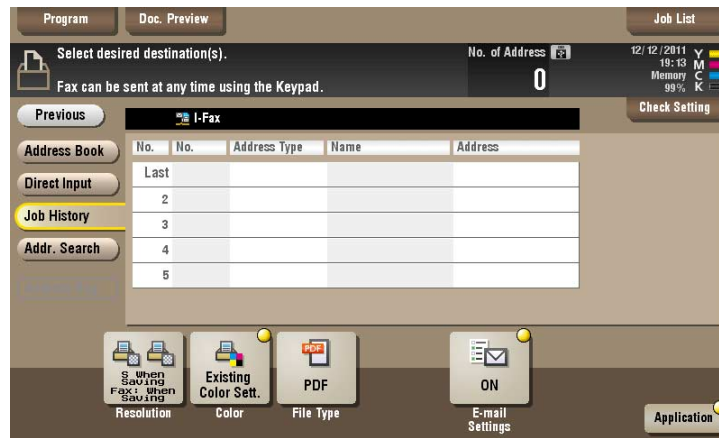 Program
Doc. Preview
Job List
Select desired destination(s).
Fax can be sent at any time using the Keypad.
No. of Address
0
12/12/2011
19:13
Memory
99%
Y
M
C
K
Previous
I-Fax
Check Setting
Address Book
Direct Input
Job History
Addr. Search
No. No. Address Type Name Address
Last
2
3
4
5
S When
Saving
Fax: When
Saving
Resolution
Existing
Color Sett.
Color
PDF
PDF
File Type
ON
E-mail
Settings
Application